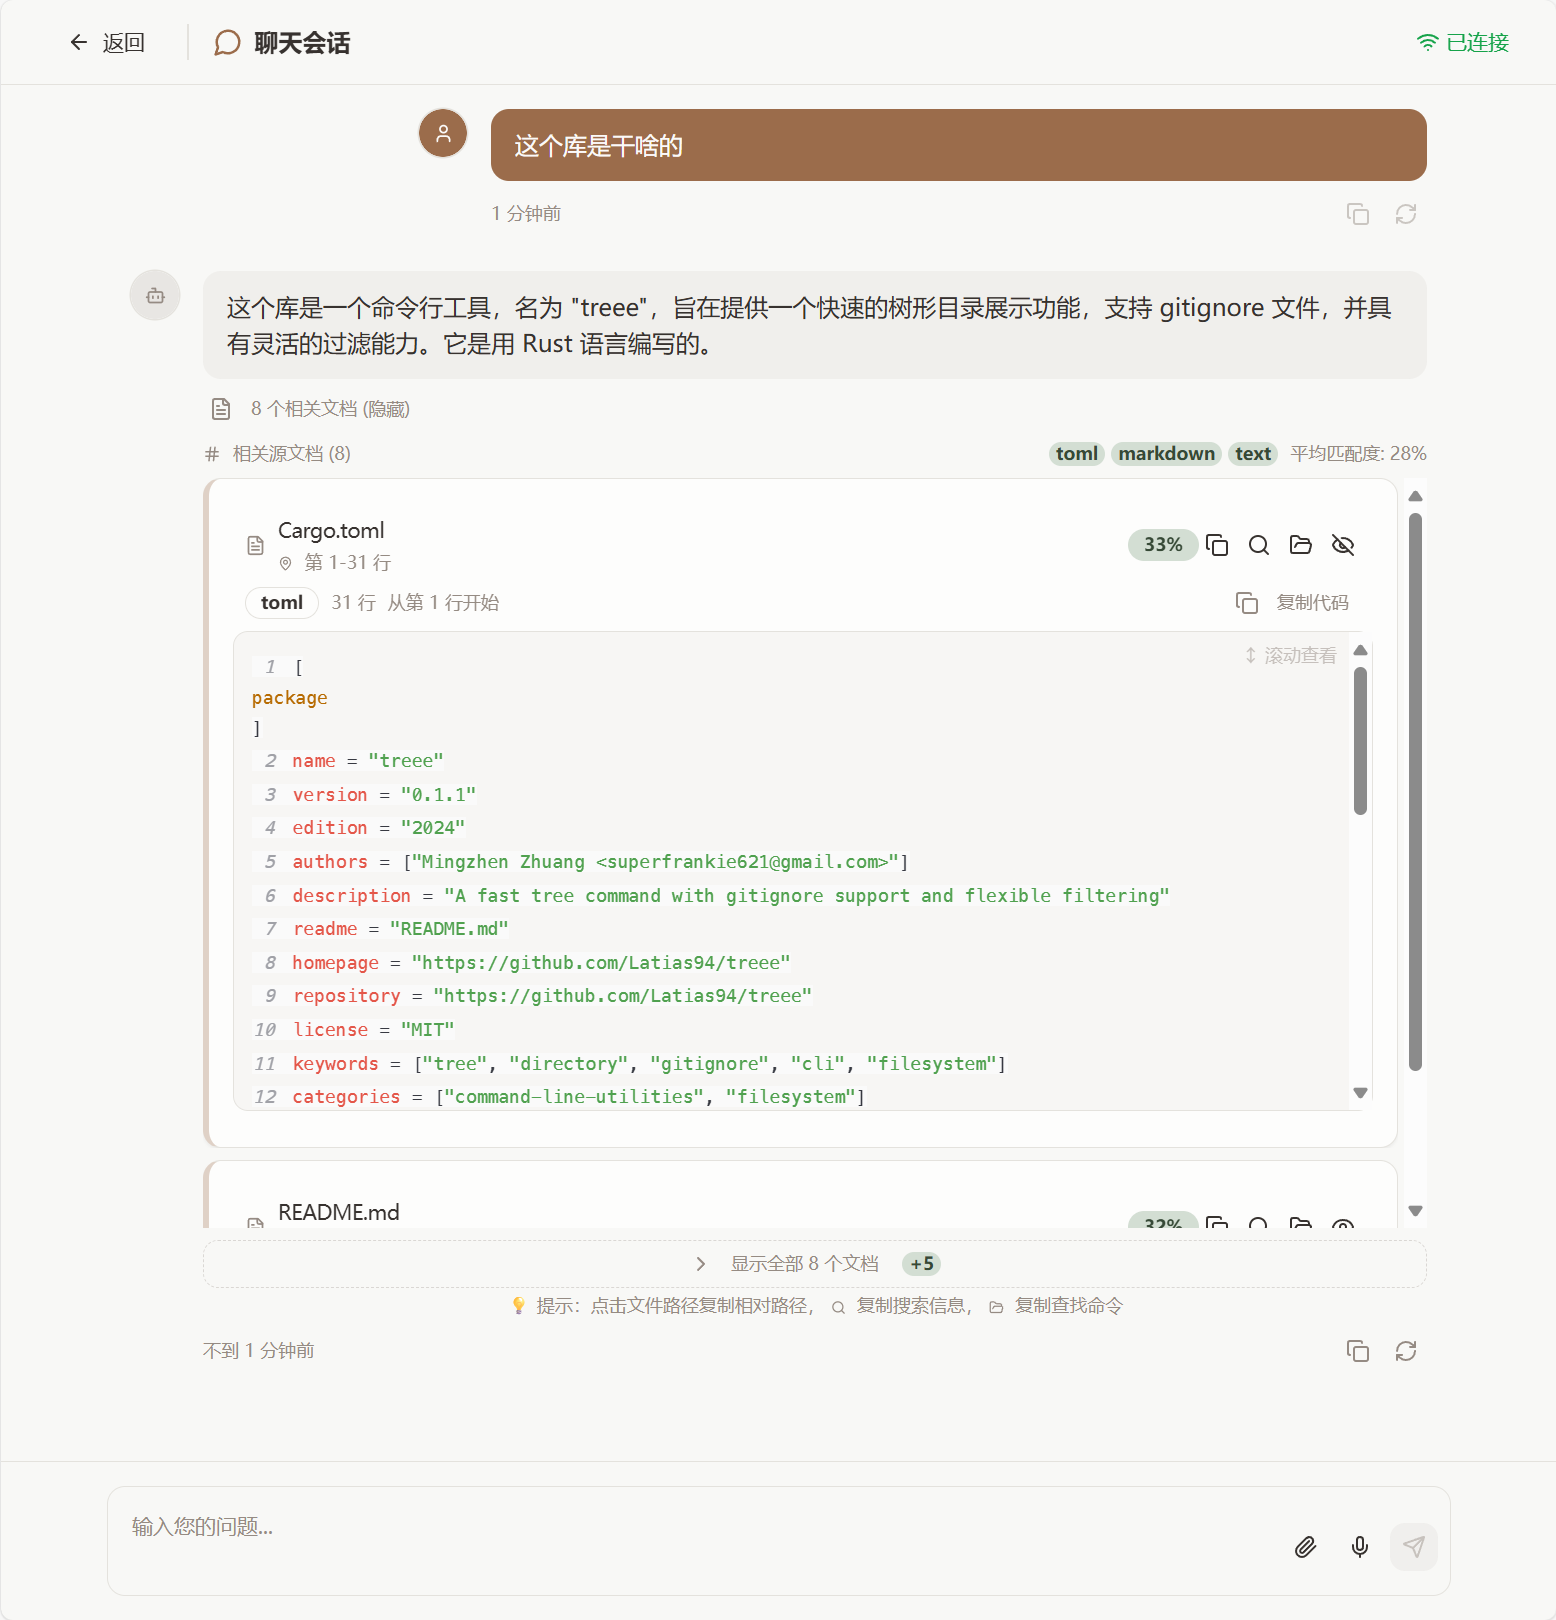 返回
聊天会话
已连接
这个库是干啥的
1 分钟前
这个库是一个命令行工具，名为 "treee"，旨在提供一个快速的树形目录展示功能，支持 gitignore 文件，并具
有灵活的过滤能力。它是用 Rust 语言编写的。
8 个相关文档 (隐藏)
# 相关源文档 (8)
toml markdown text 平均匹配度: 28%
Cargo.toml
33%
第 1-31 行
toml 31 行 从第 1 行开始
复制代码
滚动查看
1 [
package
]
2 name = "treee"
3 version = "0.1.1"
4 edition = "2024"
5 authors = ["Mingzhen Zhuang <superfrankie621@gmail.com>"]
6 description = "A fast tree command with gitignore support and flexible filtering"
7 readme = "README.md"
8 homepage = "https://github.com/Latias94/treee"
9 repository = "https://github.com/Latias94/treee"
10 license = "MIT"
11 keywords = ["tree", "directory", "gitignore", "cli", "filesystem"]
12 categories = ["command-line-utilities", "filesystem"]
README.md
32%
显示全部 8 个文档 +5
提示：点击文件路径复制相对路径， 复制搜索信息， 复制查找命令
不到 1 分钟前
输入您的问题...